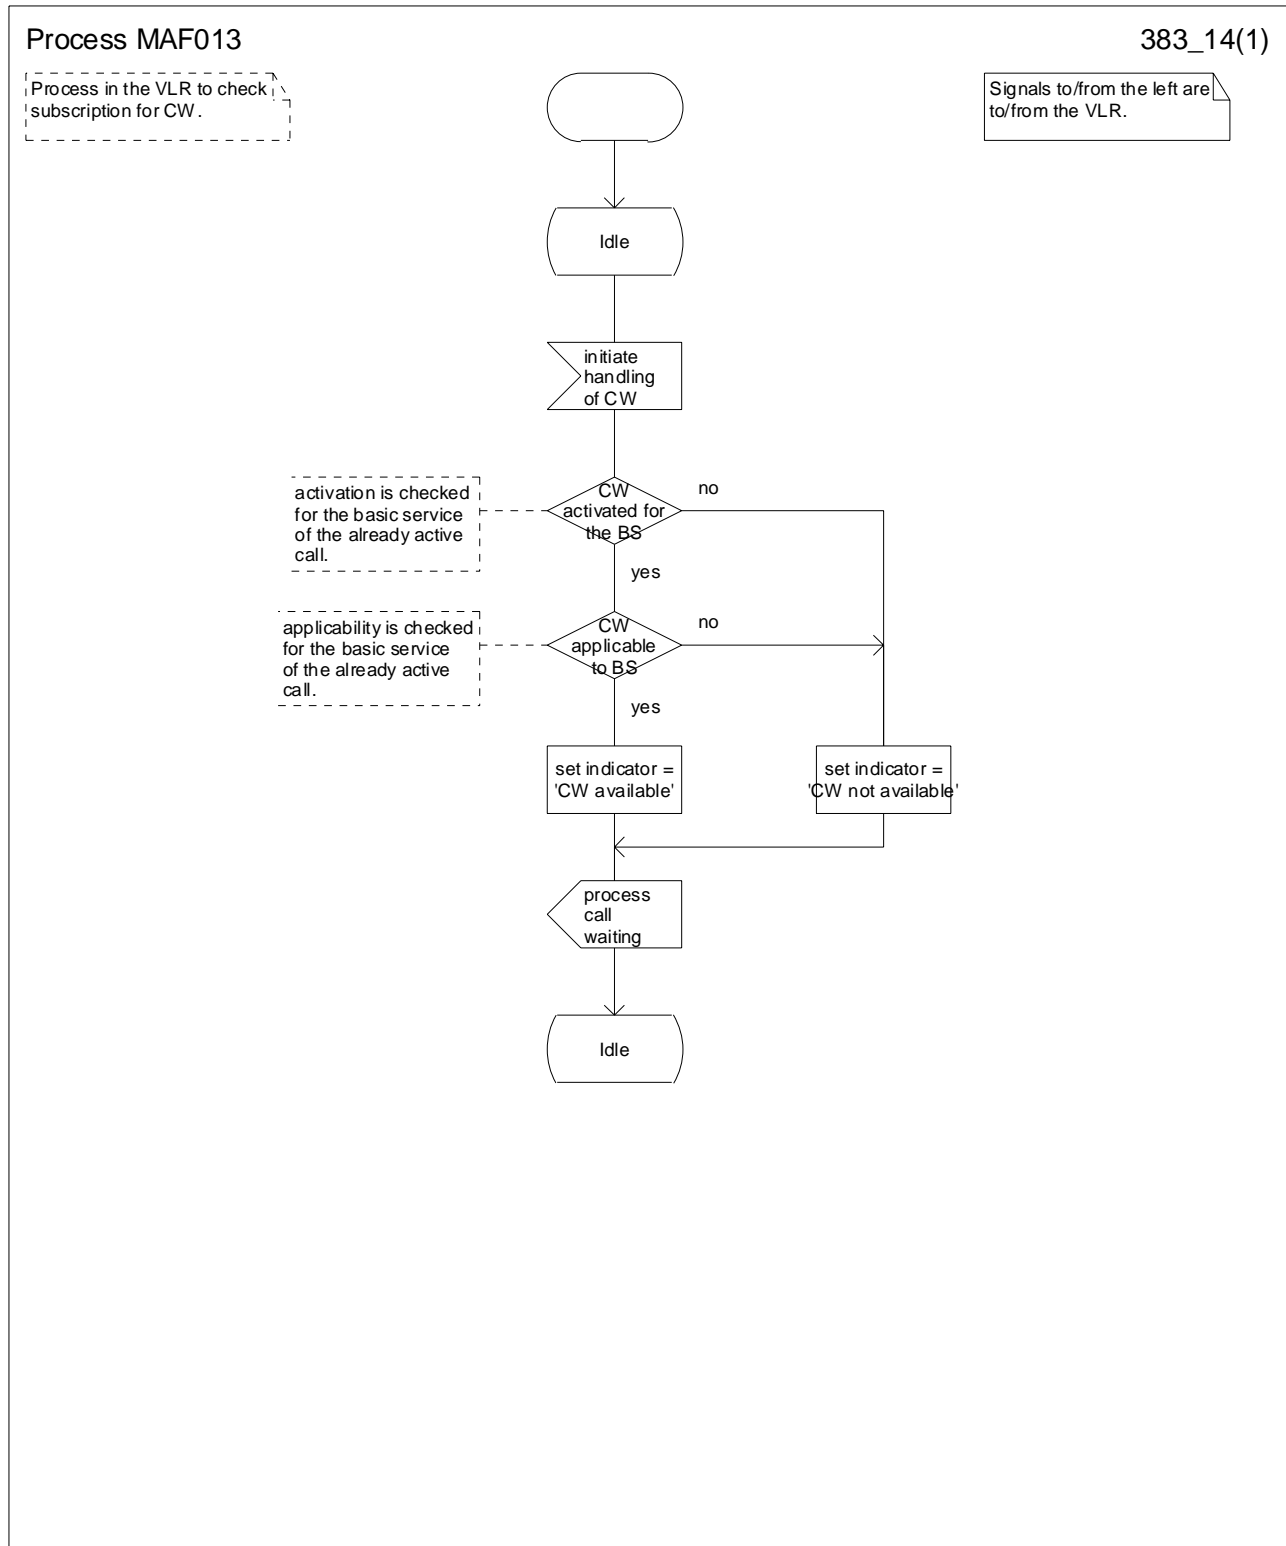 Process MAF013
383_14(1)
Process in the VLR to check
subscription for CW.
Signals to/from the left are
to/from the VLR.
Idle
initiate
handling
of CW
activation is checked
for the basic service
of the already active
call.
CW
activated for
the BS
no
yes
applicability is checked
for the basic service
of the already active
call.
CW
applicable
to BS
no
yes
set indicator =
'CW available'
set indicator =
'CW not available'
process
call
waiting
Idle